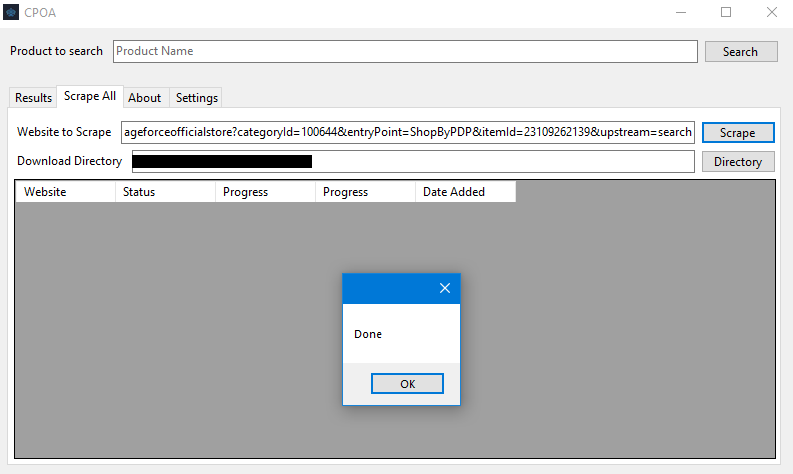 CPOA
Product to search Product Name Search
Results Scrape All About Settings
Website to Scrape ageforceofficialstore?categoryId=100644&entryPoint=ShopByPDP&itemId=23109262139&upstream=search Scrape
Download Directory Directory
Website Status Progress Progress Date Added
Done
OK